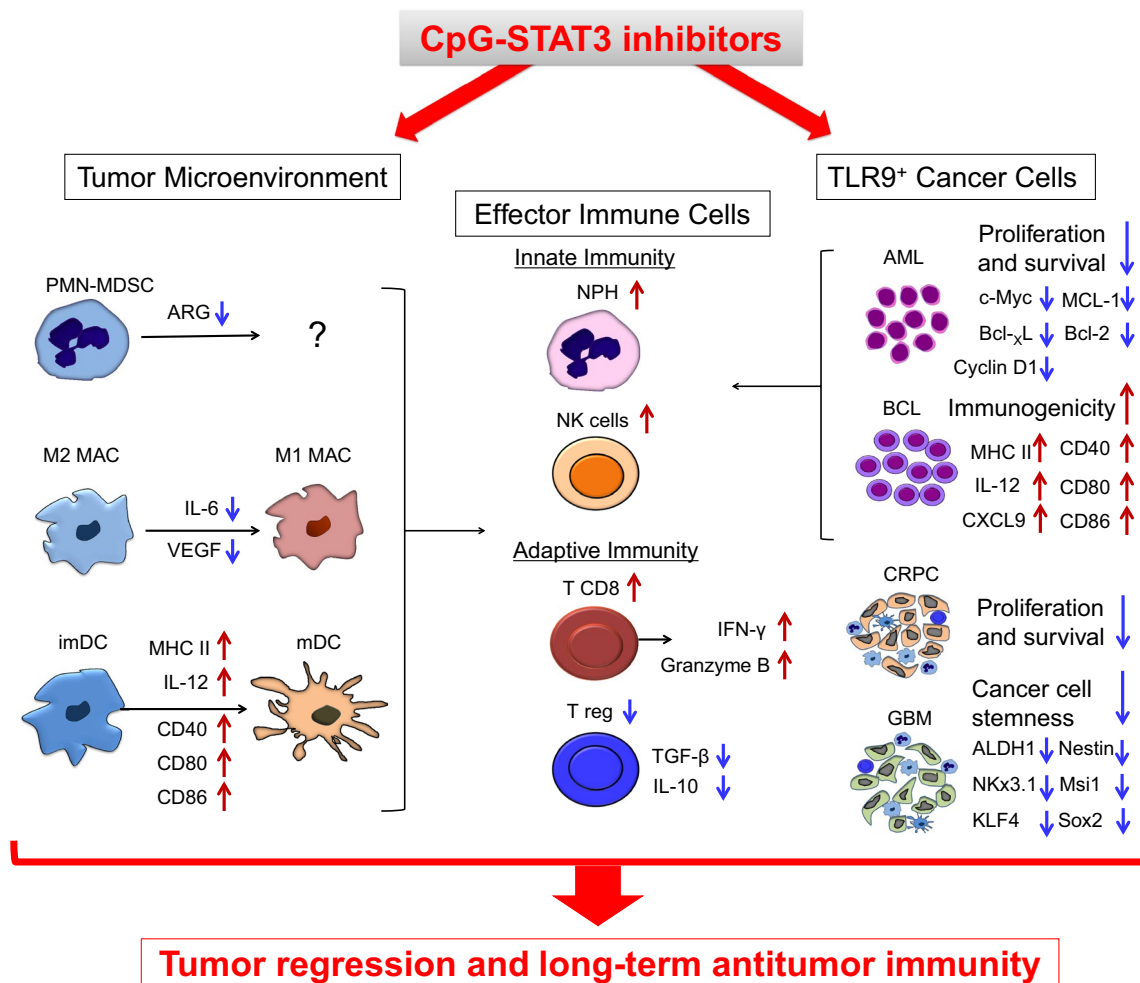 CpG-STAT3 inhibitors
Tumor Microenvironment
PMN-MDSC
ARG
?
M2 MAC
M1 MAC
IL-6
VEGF
imDC
mDC
MHC II
IL-12
CD40
CD80
CD86
Effector Immune Cells
Innate Immunity
NPH
NK cells
Adaptive Immunity
T CD8
IFN-γ
Granzyme B
T reg
TGF-β
IL-10
TLR9⁺ Cancer Cells
AML
Proliferation
and survival
c-Myc MCL-1
Bcl-ₓL Bcl-2
Cyclin D1
BCL
Immunogenicity
MHC II CD40
IL-12 CD80
CXCL9 CD86
CRPC
Proliferation
and survival
Cancer cell
stemness
GBM
ALDH1 Nestin
NKx3.1 Msi1
KLF4 Sox2
Tumor regression and long-term antitumor immunity